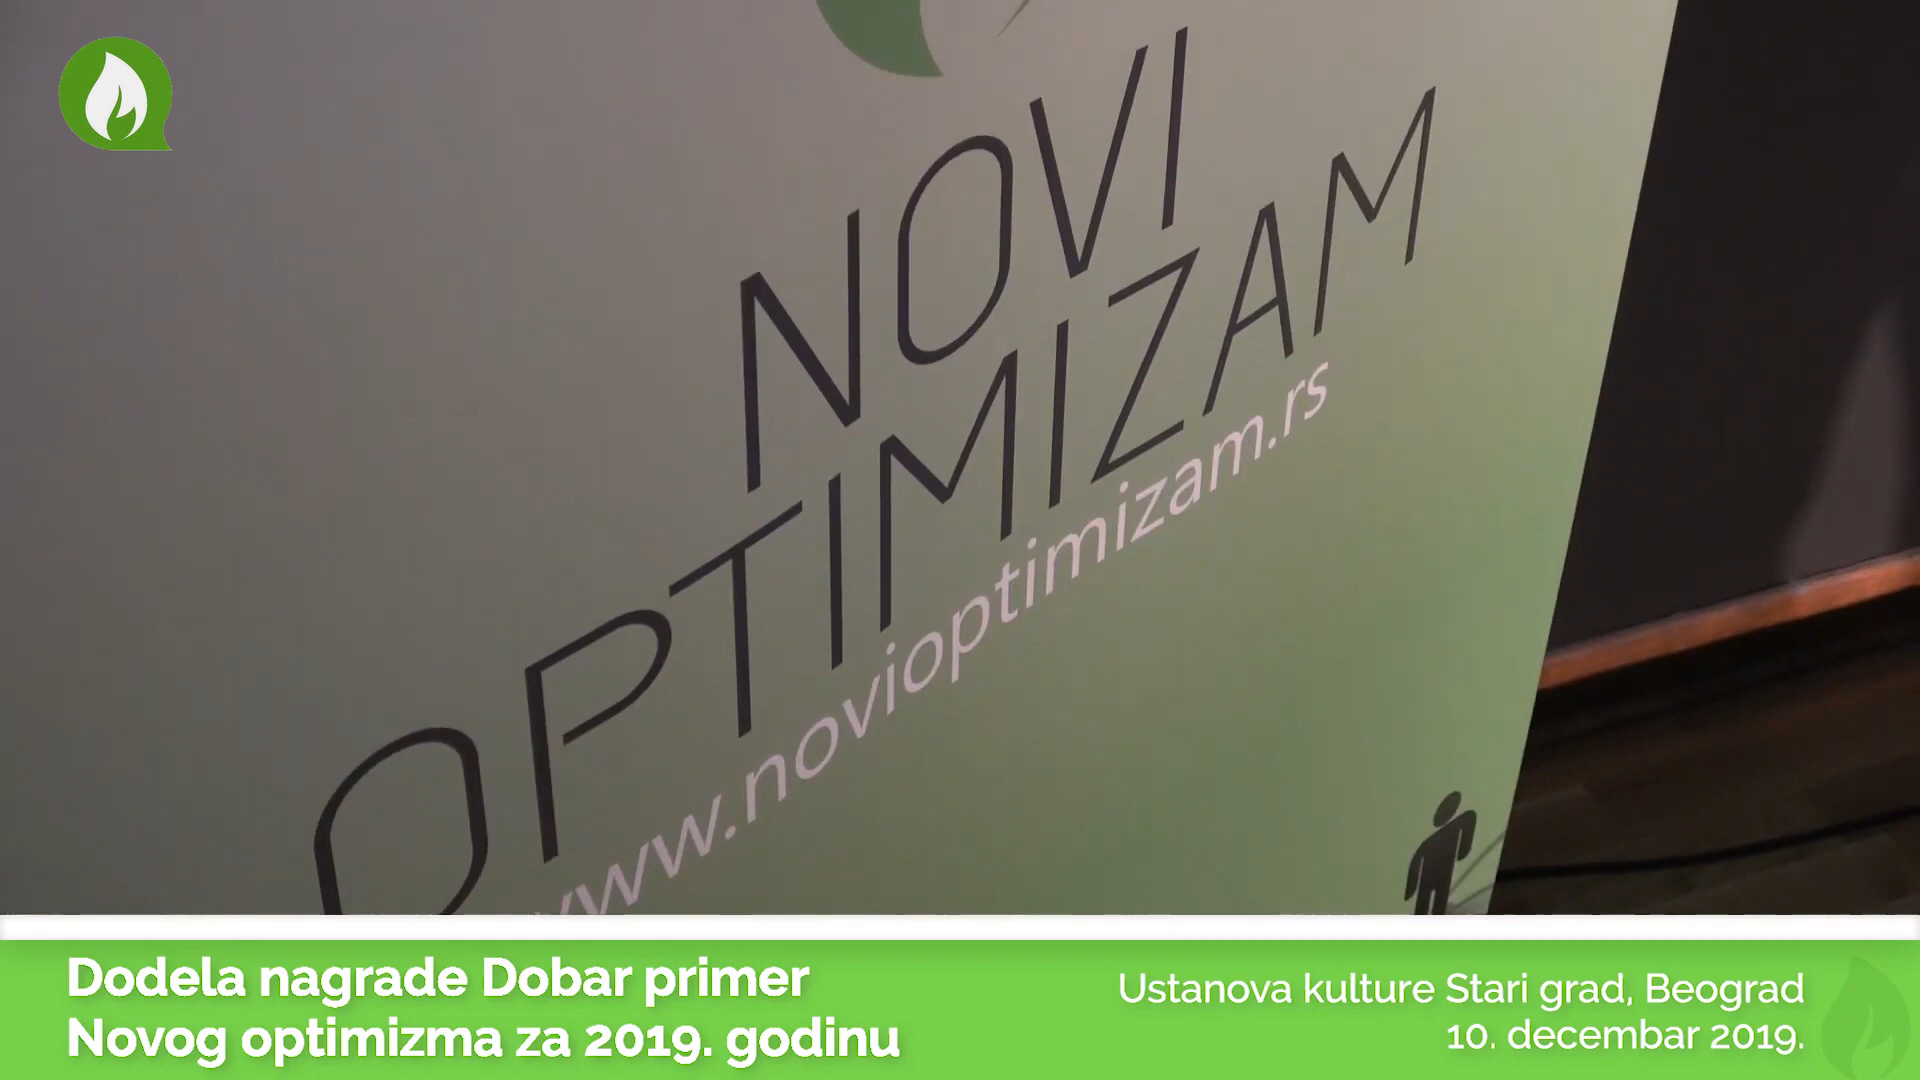 NOVI
OPTIMIZAM
www.novioptimizam.rs
Dodela nagrade Dobar primer
Novog optimizma za 2019. godinu
Ustanova kulture Stari grad, Beograd
10. decembar 2019.